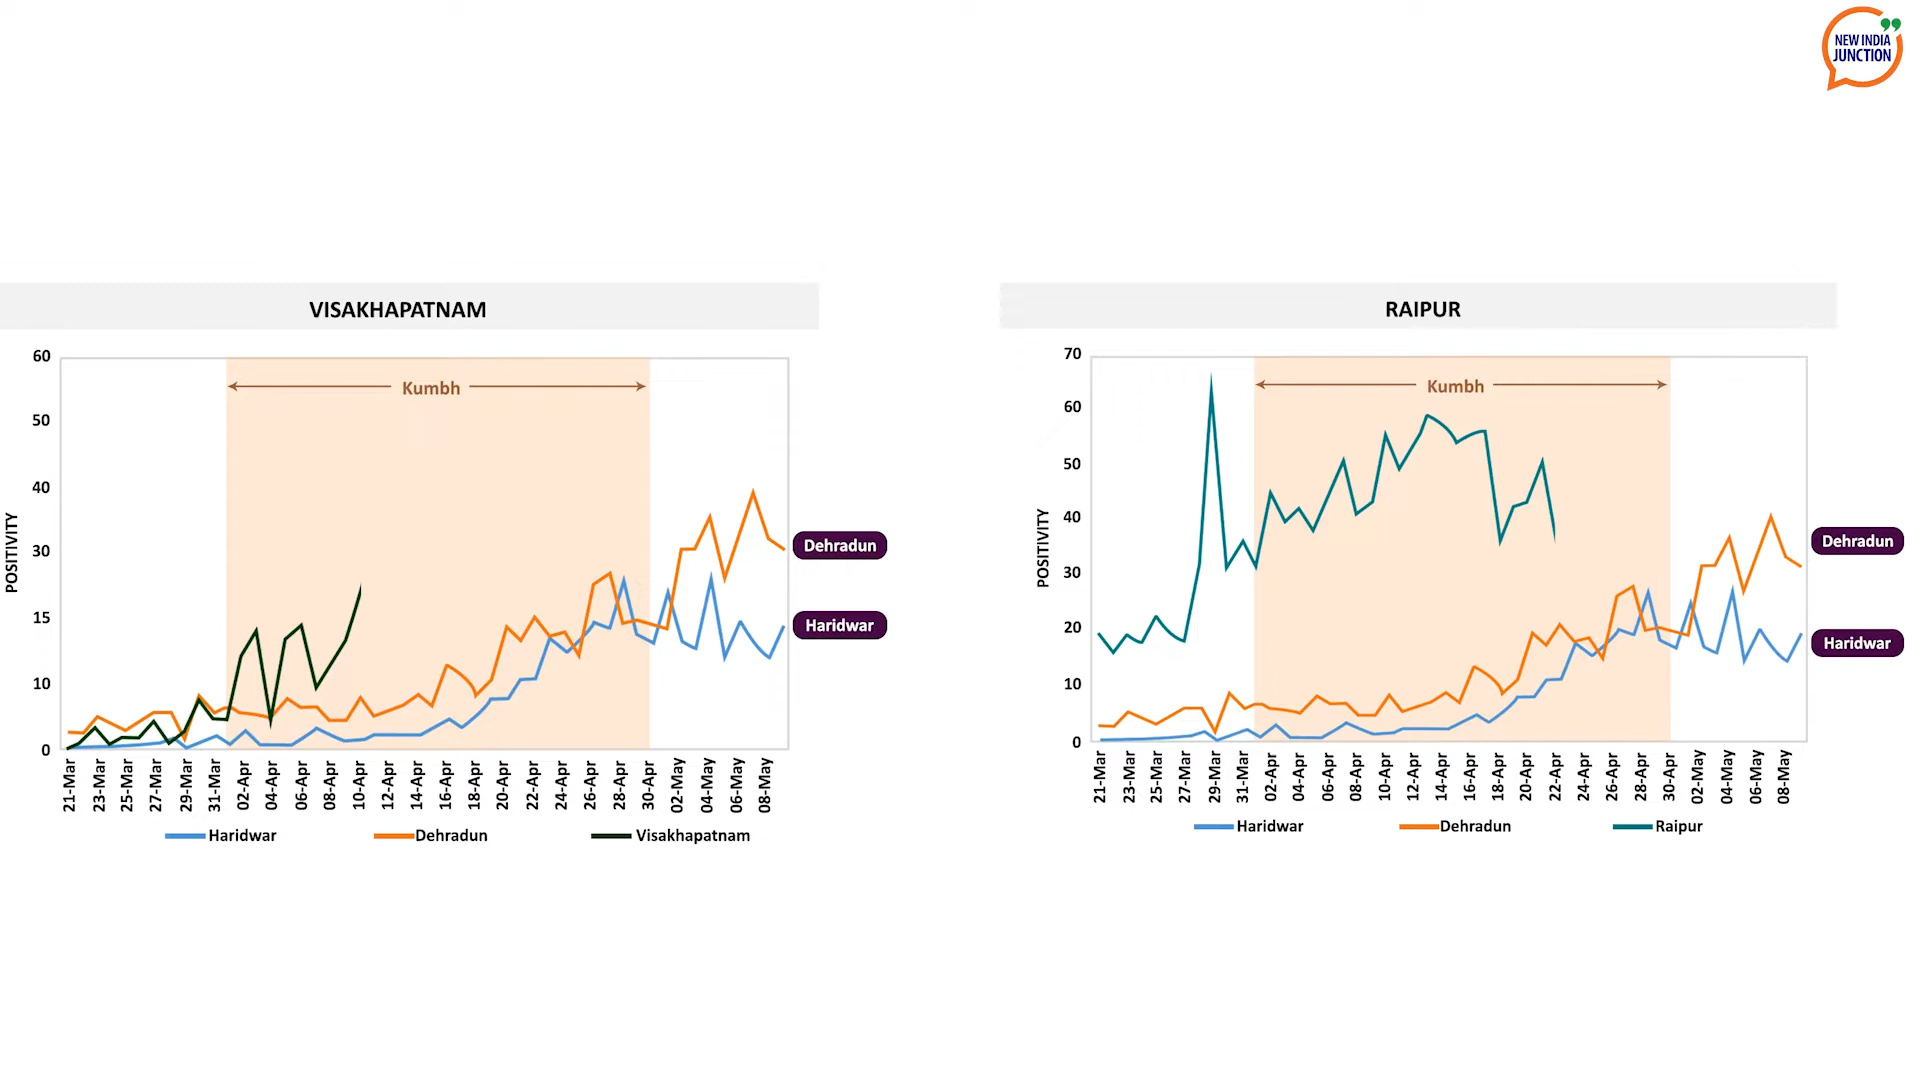 NEW INDIA
JUNCTION
VISAKHAPATNAM
60
50
40
30
15
10
0
POSITIVITY
Kumbh
Dehradun
Haridwar
21-Mar
23-Mar
25-Mar
27-Mar
29-Mar
31-Mar
02-Apr
04-Apr
06-Apr
08-Apr
10-Apr
12-Apr
14-Apr
16-Apr
18-Apr
20-Apr
22-Apr
24-Apr
26-Apr
28-Apr
30-Apr
02-May
04-May
06-May
08-May
Haridwar Dehradun Visakhapatnam
RAIPUR
70
60
50
40
30
20
10
0
POSITIVITY
Kumbh
Dehradun
Haridwar
21-Mar
23-Mar
25-Mar
27-Mar
29-Mar
31-Mar
02-Apr
04-Apr
06-Apr
08-Apr
10-Apr
12-Apr
14-Apr
16-Apr
18-Apr
20-Apr
22-Apr
24-Apr
26-Apr
28-Apr
30-Apr
02-May
04-May
06-May
08-May
Haridwar Dehradun Raipur